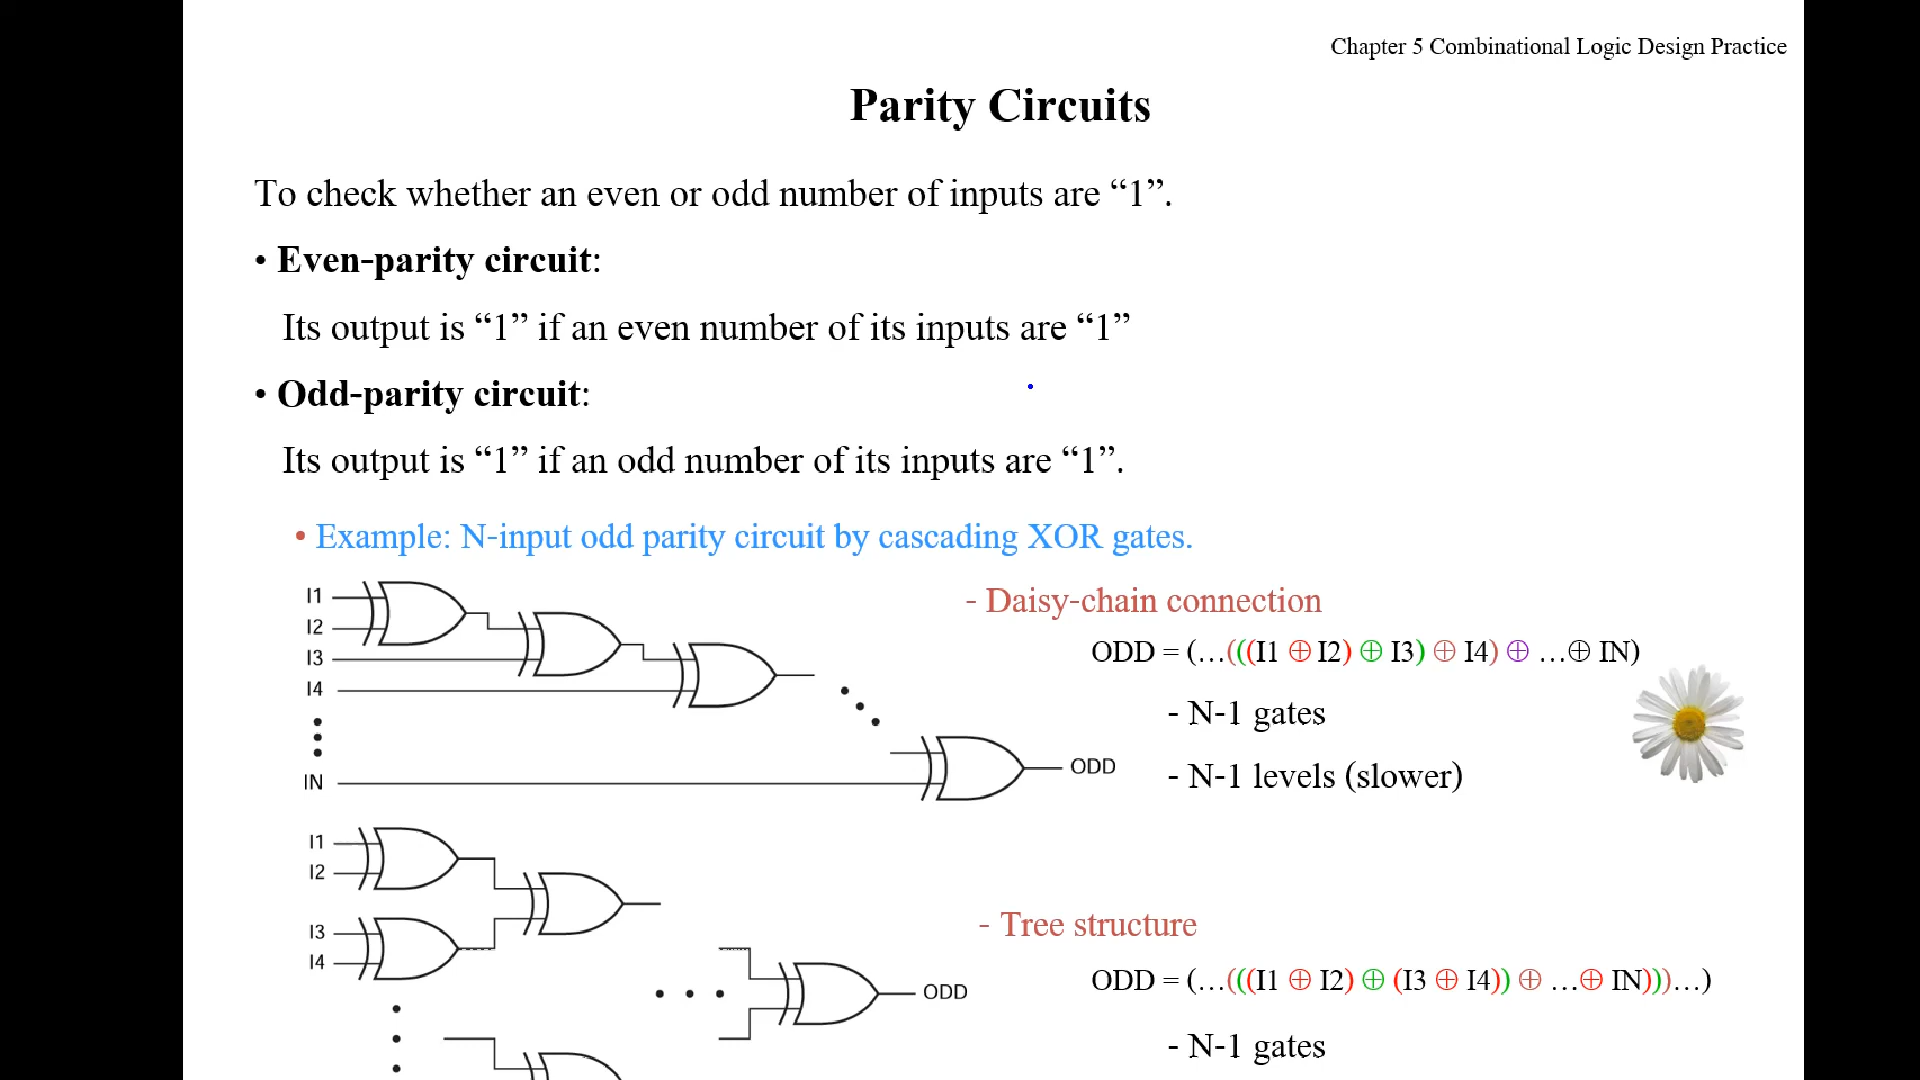 Chapter 5 Combinational Logic Design Practice
Parity Circuits
To check whether an even or odd number of inputs are “1”.
• Even-parity circuit:
Its output is “1” if an even number of its inputs are “1”
• Odd-parity circuit:
Its output is “1” if an odd number of its inputs are “1”.
• Example: N-input odd parity circuit by cascading XOR gates.
I1
I2
I3
I4
IN
ODD
- Daisy-chain connection
ODD = (…(((I1 ⊕ I2) ⊕ I3) ⊕ I4) ⊕ …⊕ IN)
- N-1 gates
- N-1 levels (slower)
I1
I2
I3
I4
ODD
- Tree structure
ODD = (…(((I1 ⊕ I2) ⊕ (I3 ⊕ I4)) ⊕ …⊕ IN)))…)
- N-1 gates